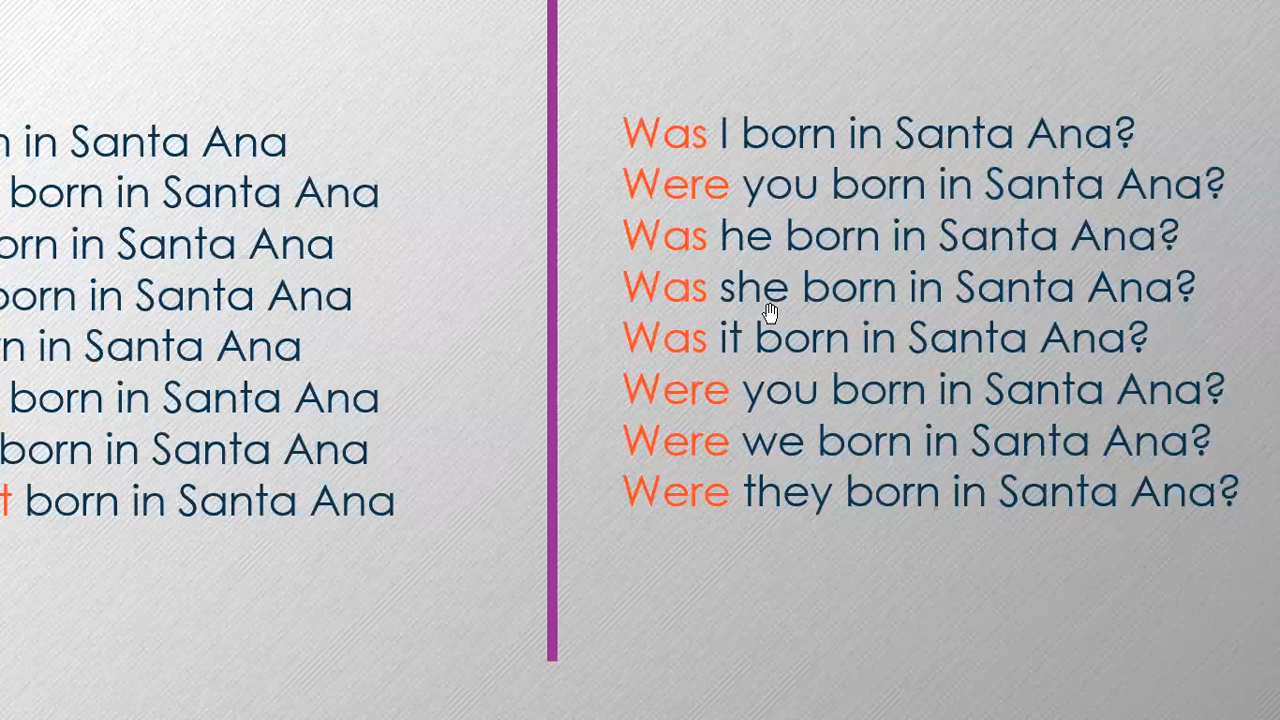 in Santa Ana
born in Santa Ana
in Santa Ana
born in Santa Ana
in Santa Ana
born in Santa Ana
born in Santa Ana
born in Santa Ana
Was I born in Santa Ana?
Were you born in Santa Ana?
Was he born in Santa Ana?
Was she born in Santa Ana?
Was it born in Santa Ana?
Were you born in Santa Ana?
Were we born in Santa Ana?
Were they born in Santa Ana?